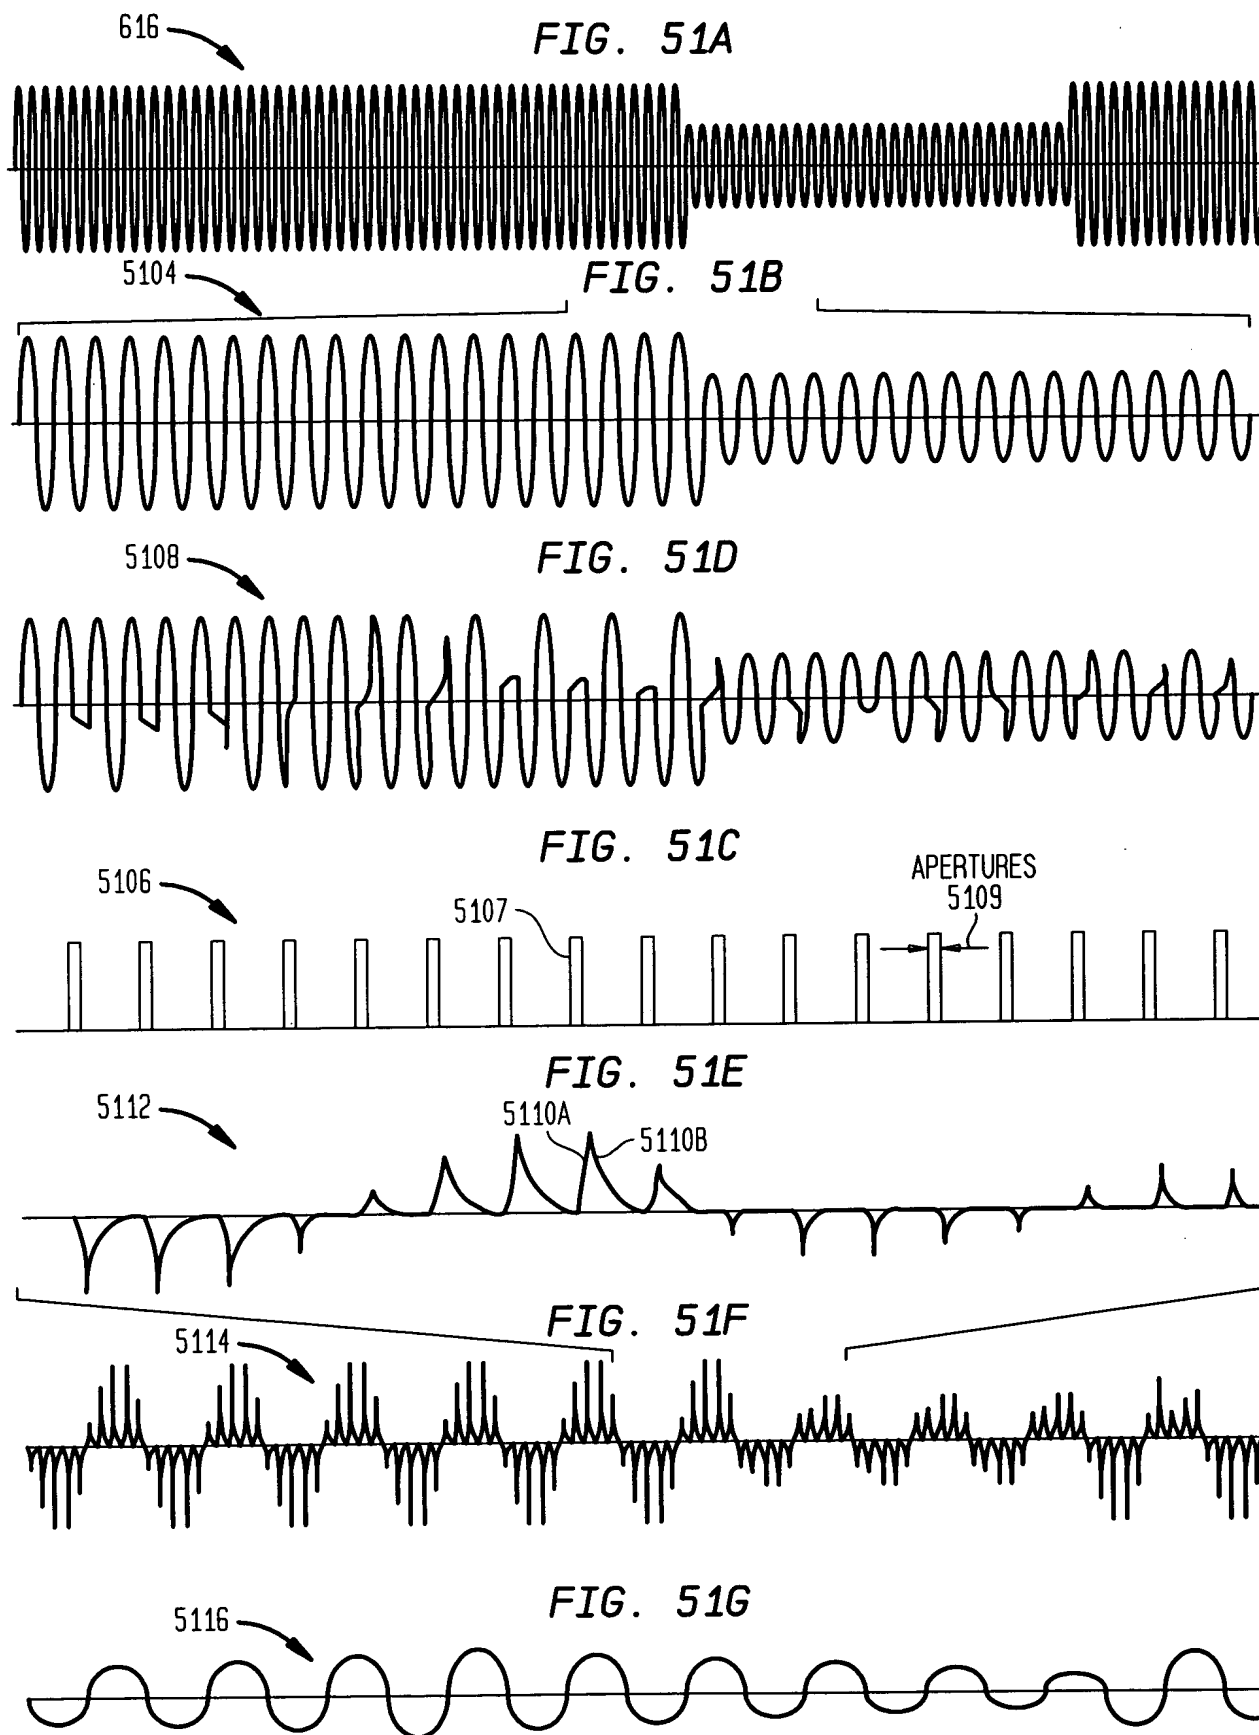 616
FIG. 51A
5104
FIG. 51B
5108
FIG. 51D
FIG. 51C
5106
5107
APERTURES
5109
FIG. 51E
5112
5110A
5110B
FIG. 51F
5114
FIG. 51G
5116